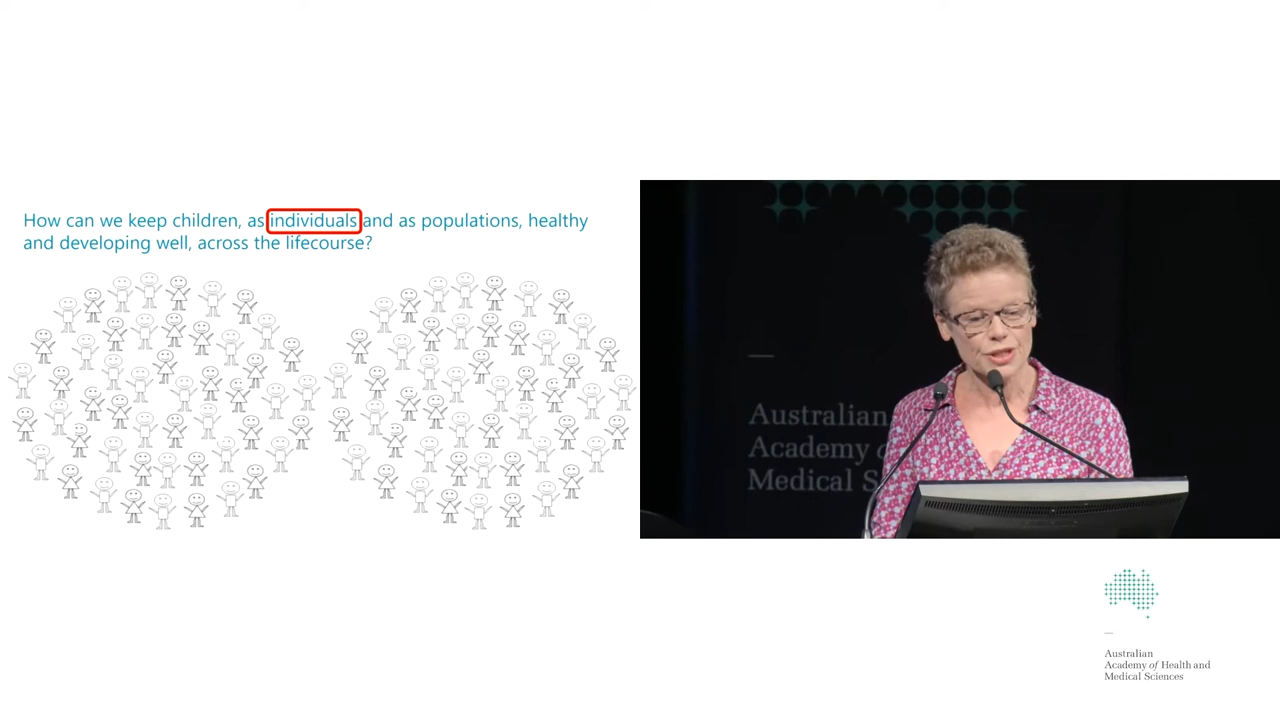 How can we keep children, as individuals and as populations, healthy
and developing well, across the lifecourse?
Australian
Academy
Medical
Australian
Academy of Health and
Medical Sciences